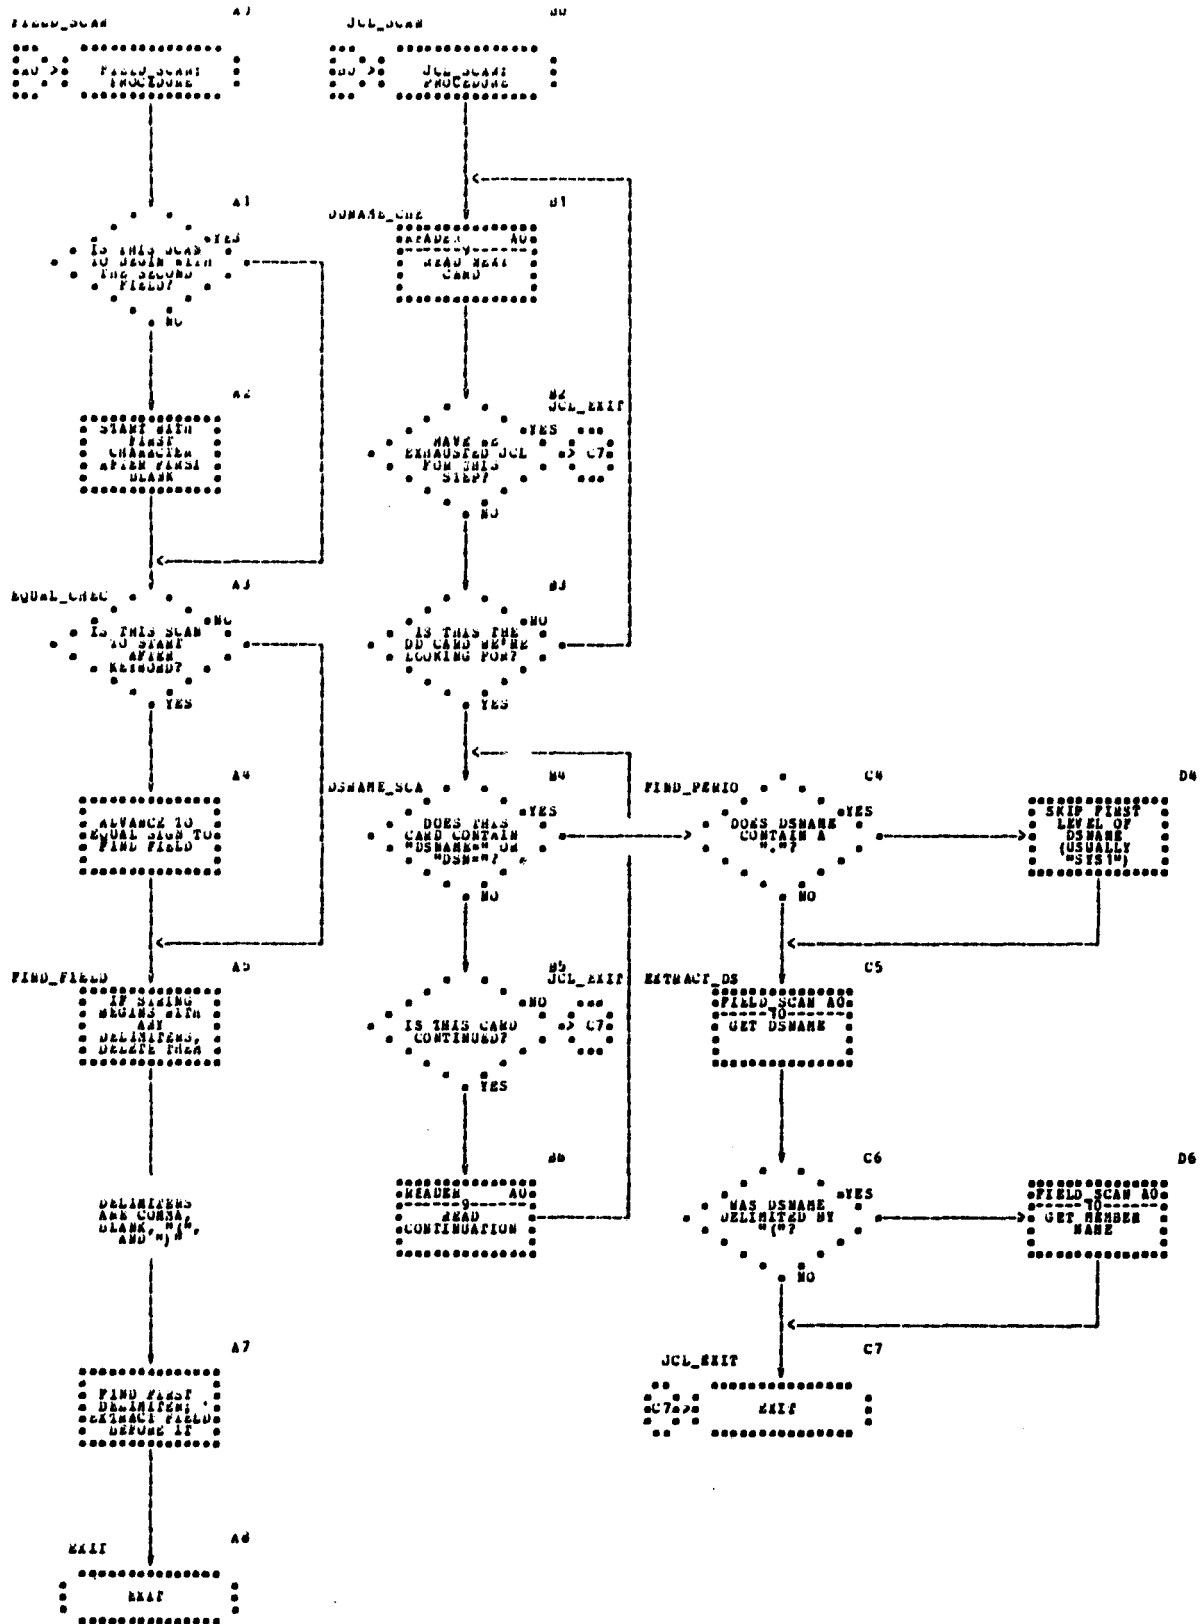 A0
FIELD_SCAN
A0 >
FIELD_SCAN:
PROCEDURE
A1
YES
IS THIS SCAN
TO BEGIN WITH
THE SECOND
FIELD?
NO
A2
START WITH
FIRST
CHARACTER
AFTER FIRST
BLANK
A3
EQUAL_CHEC
NO
IS THIS SCAN
TO START
AFTER
KEYWORD?
YES
A4
ADVANCE TO
EQUAL SIGN TO
FIND FIELD
A5
FIND_FIELD
IF STRING
BEGINS WITH
ANY
DELIMITERS,
DELETE THEM
DELIMITERS
ARE COMMA,
BLANK, "(",
AND ")"
A7
FIND FIRST
DELIMITER;
EXTRACT FIELD
BEFORE IT
A8
EXIT
EXIT
B0
JCL_SCAN
B0 >
JCL_SCAN:
PROCEDURE
B1
DDNAME_CHE
READER A0
9
READ NEXT
CARD
B2
JCL_EXIT
YES
HAVE WE
EXHAUSTED JCL
FOR THIS
STEP?
> C7
NO
B3
NO
IS THIS THE
DD CARD WE'RE
LOOKING FOR?
YES
B4
DSNAME_SCA
YES
DOES THIS
CARD CONTAIN
"DSNAME=" OR
"DSN="?
NO
B5
JCL_EXIT
NO
IS THIS CARD
CONTINUED?
> C7
YES
B6
READER A0
9
READ
CONTINUATION
C4
FIND_PERIO
YES
DOES DSNAME
CONTAIN A
"."?
NO
C5
EXTRACT_DS
FIELD_SCAN A0
10
GET DSNAME
C6
YES
WAS DSNAME
DELIMITED BY
"("?
NO
C7
JCL_EXIT
C7 >
EXIT
D4
SKIP FIRST
LEVEL OF
DSNAME
(USUALLY
"SYS1")
D6
FIELD_SCAN A0
10
GET MEMBER
NAME